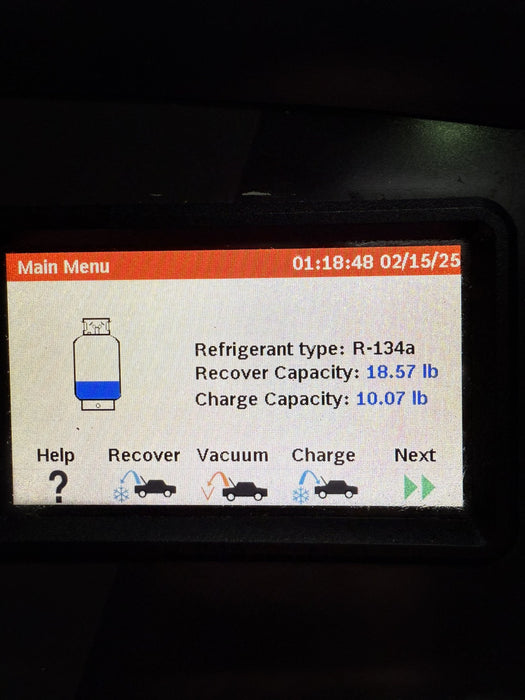 Main Menu 01:18:48 02/15/25
Refrigerant type: R-134a
Recover Capacity: 18.57 lb
Charge Capacity: 10.07 lb
Help Recover Vacuum Charge Next
?